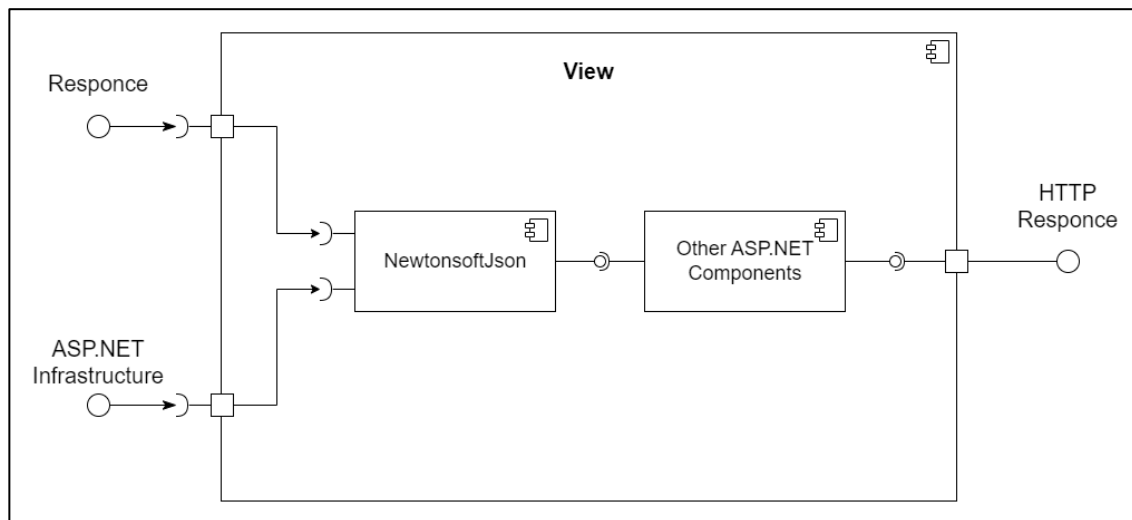 View
Responce
NewtonsoftJson
Other ASP.NET
Components
HTTP
Responce
ASP.NET
Infrastructure